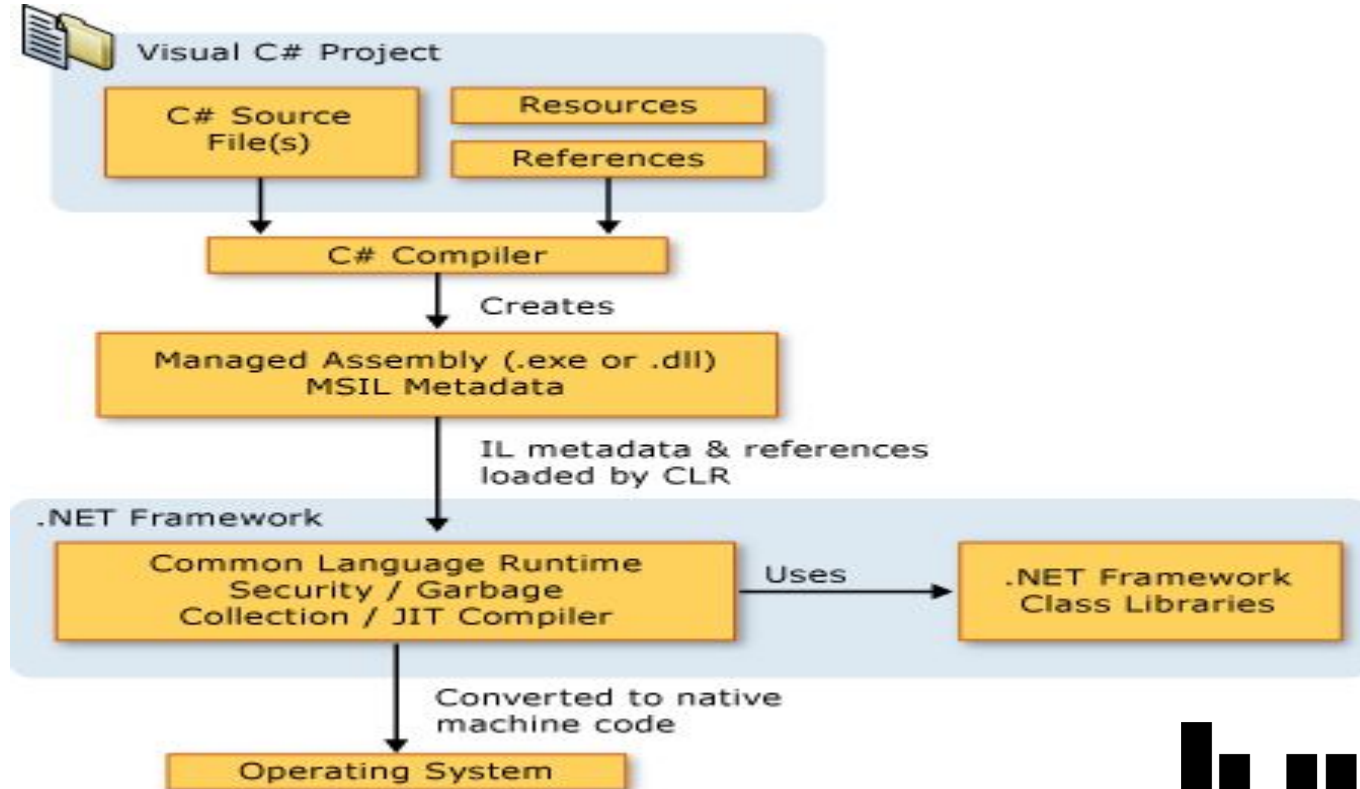 Visual C# Project
C# Source
File(s)
Resources
References
C# Compiler
Creates
Managed Assembly (.exe or .dll)
MSIL Metadata
IL metadata & references
loaded by CLR
.NET Framework
Common Language Runtime
Security / Garbage
Collection / JIT Compiler
Uses
.NET Framework
Class Libraries
Converted to native
machine code
Operating System